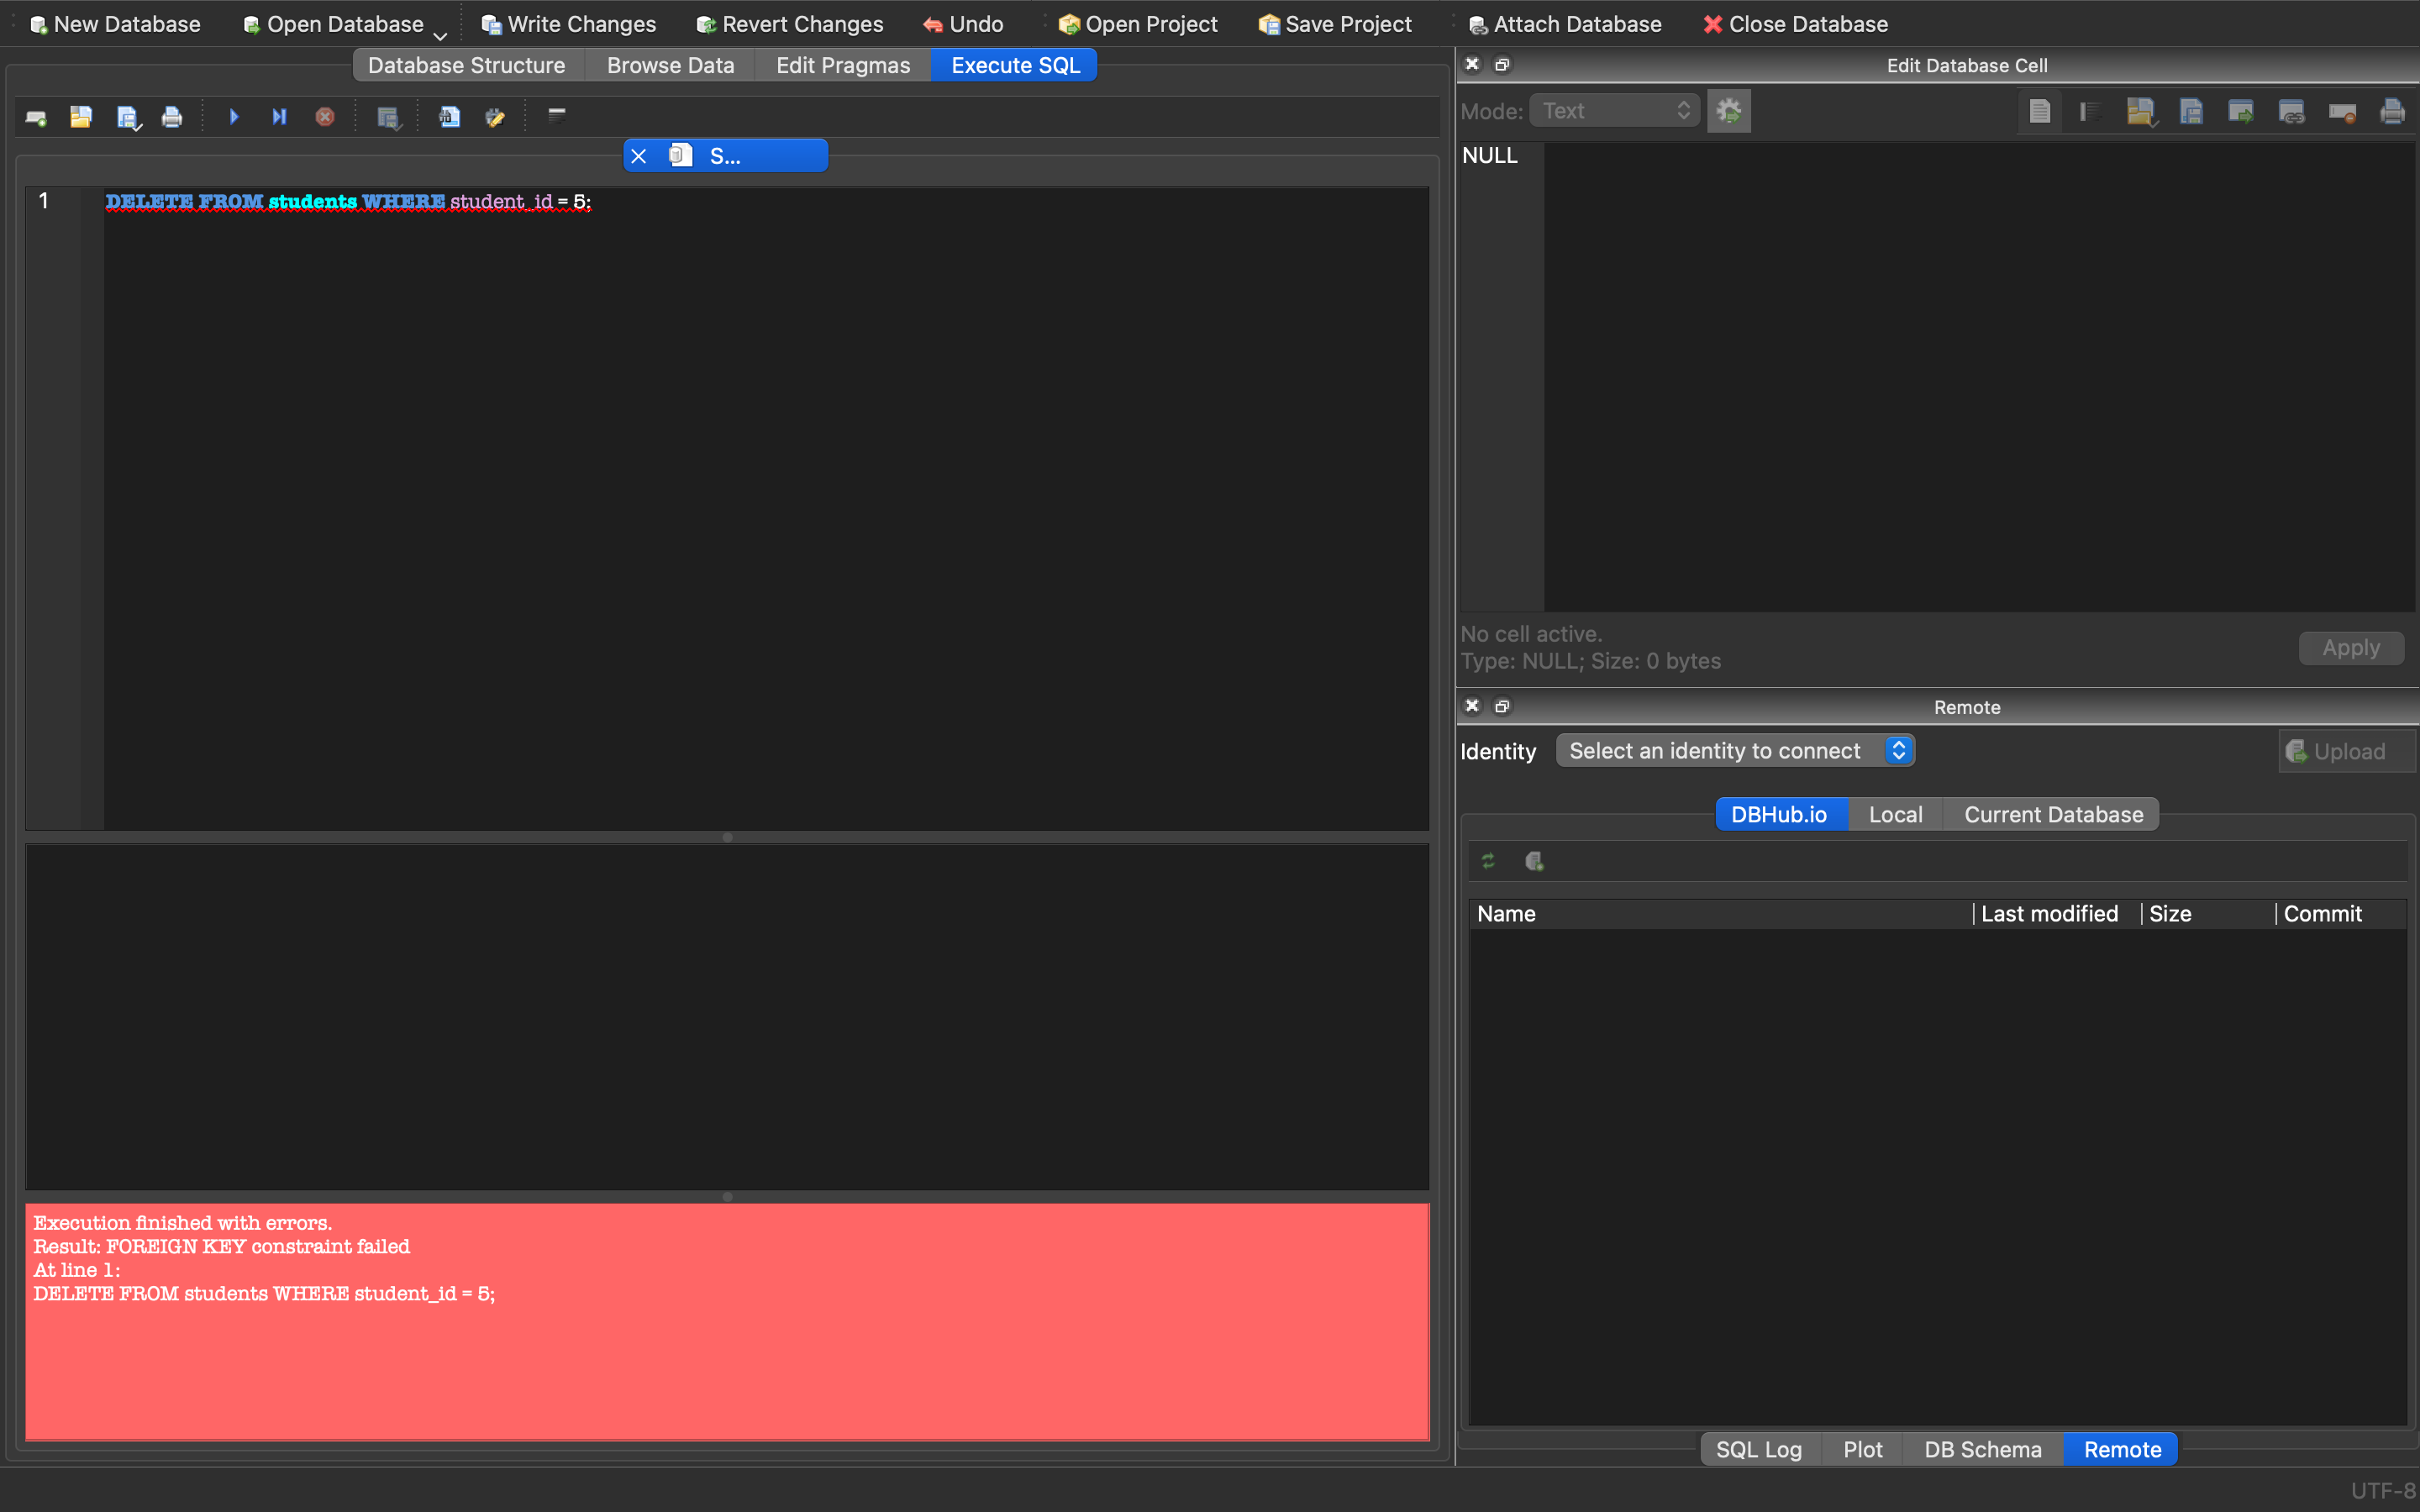 New Database Open Database Write Changes Revert Changes Undo Open Project Save Project Attach Database Close Database
Database Structure Browse Data Edit Pragmas Execute SQL
S...
1 DELETE FROM students WHERE student_id = 5;
Execution finished with errors.
Result: FOREIGN KEY constraint failed
At line 1:
DELETE FROM students WHERE student_id = 5;
Edit Database Cell
Mode: Text
NULL
No cell active.
Type: NULL; Size: 0 bytes
Apply
Remote
Identity Select an identity to connect Upload
DBHub.io Local Current Database
Name Last modified Size Commit
SQL Log Plot DB Schema Remote
UTF-8